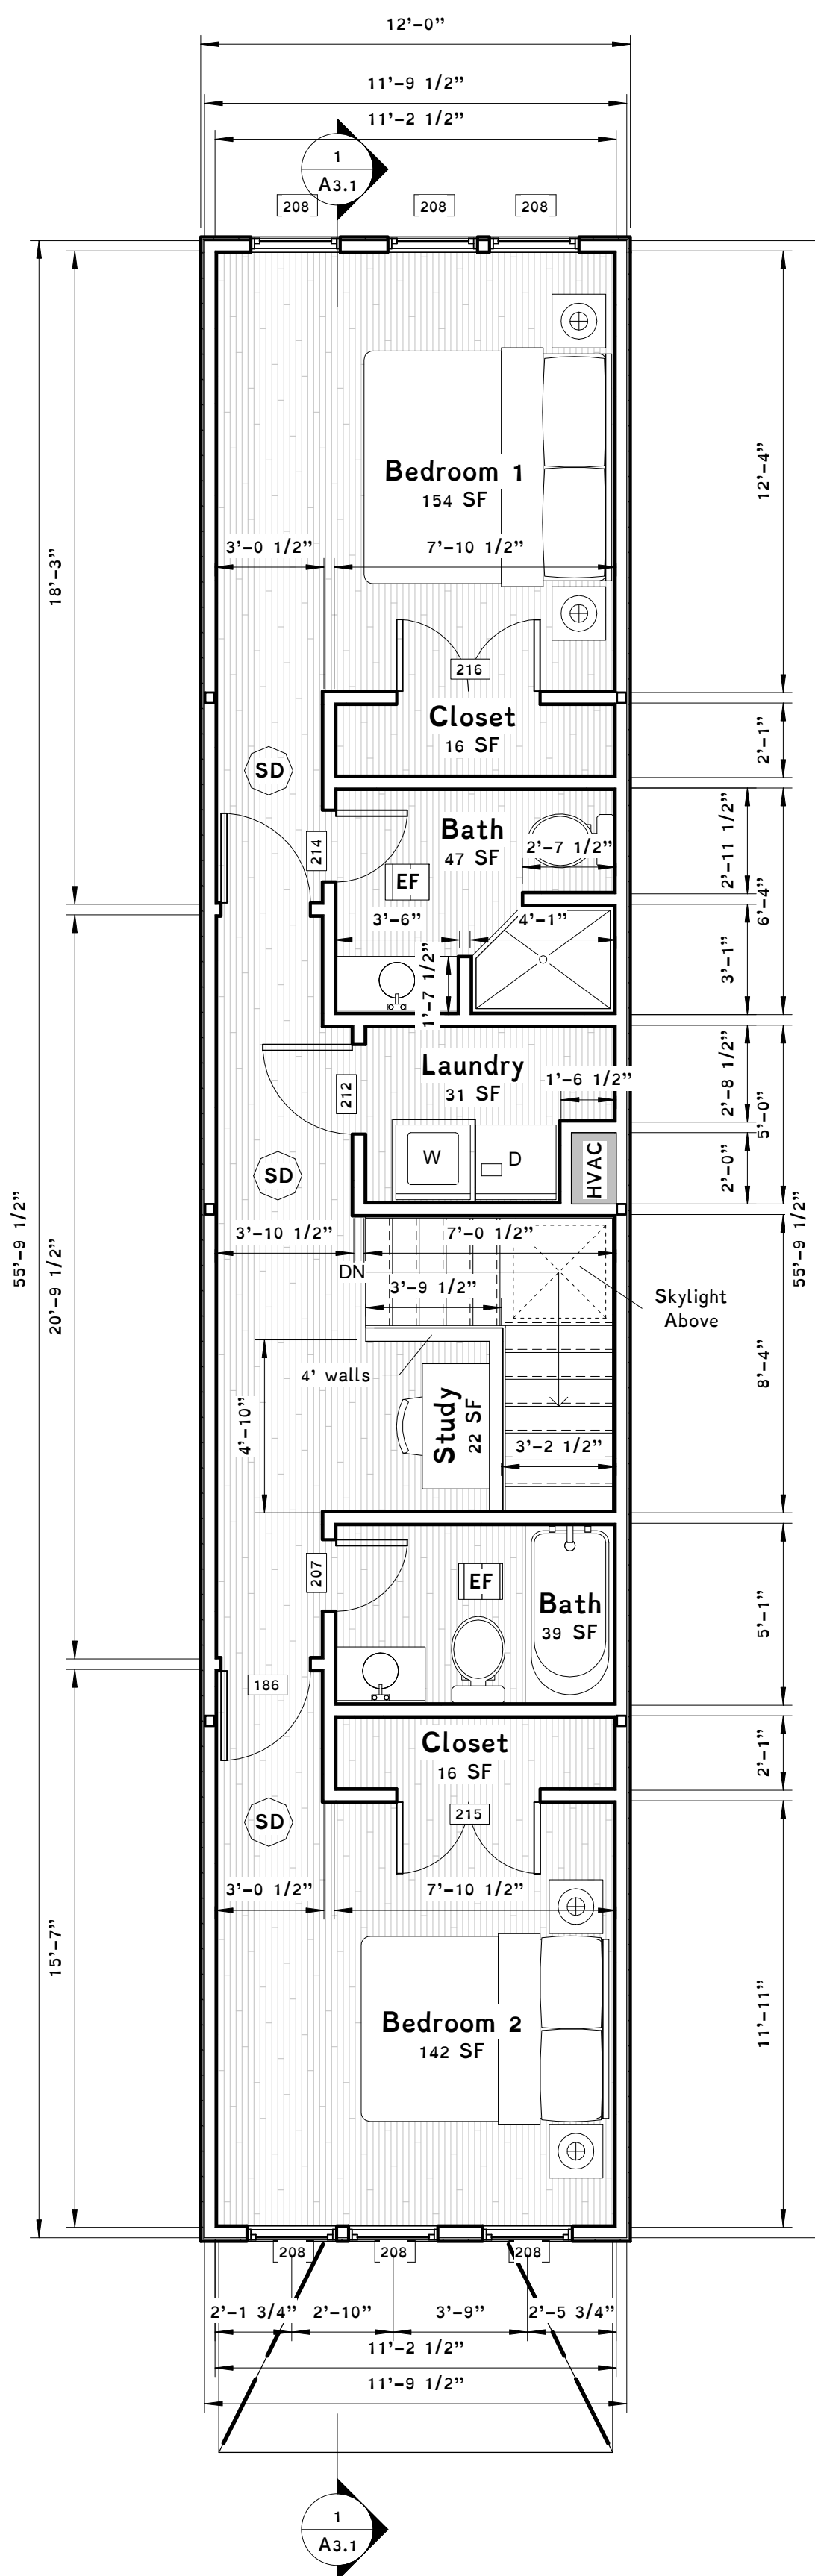 12'-0"
11'-9 1/2"
11'-2 1/2"
1
A3.1
208
208
208
Bedroom 1
154 SF
12'-4"
3'-0 1/2"
7'-10 1/2"
18'-3"
216
Closet
16 SF
2'-1"
SD
214
Bath
47 SF
2'-7 1/2"
2'-11 1/2"
EF
6'-4"
3'-6"
4'-1"
3'-1"
1'-7 1/2"
Laundry
31 SF
1'-6 1/2"
2'-8 1/2"
212
5'-0"
W
D
HVAC
2'-0"
SD
55'-9 1/2"
20'-9 1/2"
55'-9 1/2"
3'-10 1/2"
7'-0 1/2"
DN
3'-9 1/2"
Skylight
Above
4' walls
8'-4"
4'-10"
Study
22 SF
3'-2 1/2"
207
EF
Bath
39 SF
5'-1"
186
Closet
16 SF
2'-1"
215
SD
3'-0 1/2"
7'-10 1/2"
15'-7"
11'-11"
Bedroom 2
142 SF
208
208
208
2'-1 3/4"
2'-10"
3'-9"
2'-5 3/4"
11'-2 1/2"
11'-9 1/2"
1
A3.1